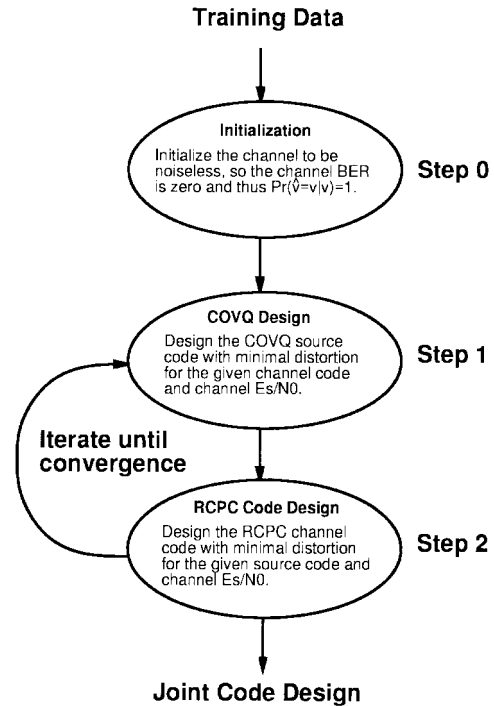 Training Data
Initialization
Initialize the channel to be
noiseless, so the channel BER
is zero and thus Pr(v̂=v|v)=1.
Step 0
COVQ Design
Design the COVQ source
code with minimal distortion
for the given channel code
and channel Es/N0.
Step 1
Iterate until
convergence
RCPC Code Design
Design the RCPC channel
code with minimal distortion
for the given source code and
channel Es/N0.
Step 2
Joint Code Design